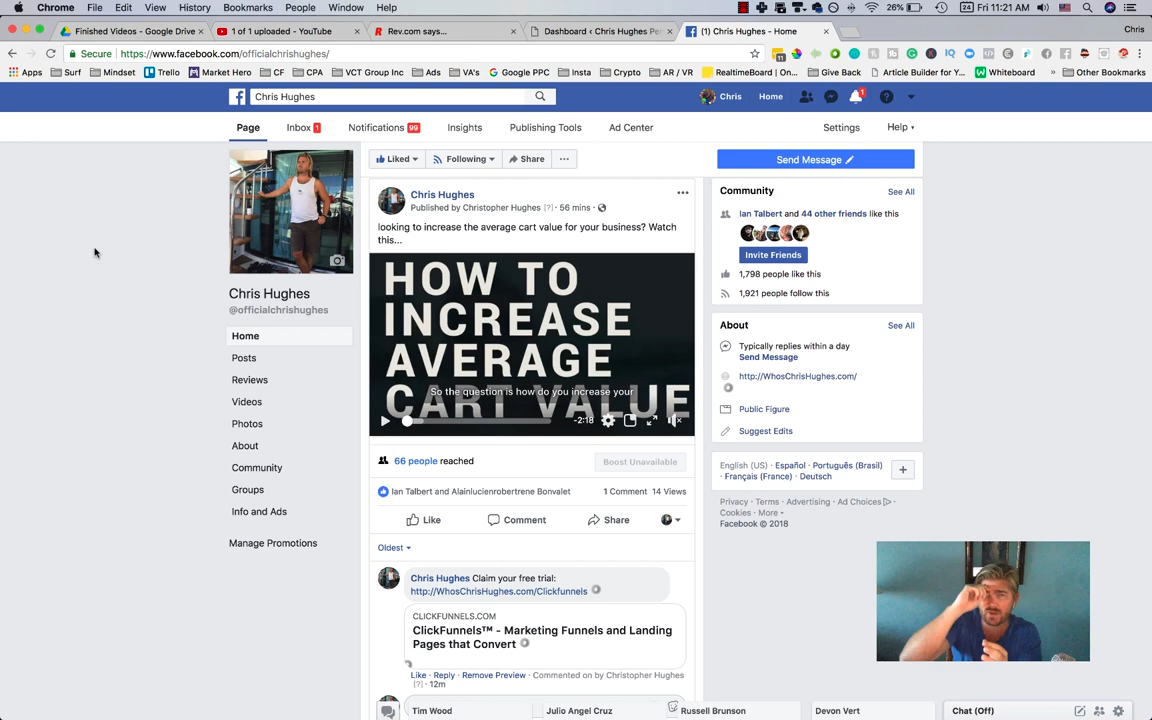 Chrome File Edit View History Bookmarks People Window Help 26% 24 Fri 11:21 AM
Finished Videos - Google Drive 1 of 1 uploaded - YouTube Rev.com says... Dashboard ‹ Chris Hughes Pe (1) Chris Hughes - Home Chris
Secure https://www.facebook.com/officialchrishughes/
Apps Surf Mindset Trello Market Hero CF CPA VCT Group Inc Ads VA's Google PPC Insta Crypto AR / VR RealtimeBoard | On... Give Back Article Builder for Y... Whiteboard » Other Bookmarks
Chris Hughes Chris Home 1
Page Inbox 1 Notifications 99 Insights Publishing Tools Ad Center Settings Help
Liked Following Share ... Send Message
Chris Hughes
@officialchrishughes
Home
Posts
Reviews
Videos
Photos
About
Community
Groups
Info and Ads
Manage Promotions
Chris Hughes
Published by Christopher Hughes [?] · 56 mins ·
looking to increase the average cart value for your business? Watch
this...
HOW TO
INCREASE
AVERAGE
CART VALUE
So the question is how do you increase your
-2:18
66 people reached Boost Unavailable
Ian Talbert and Alainlucienrobertrene Bonvalet 1 Comment 14 Views
Like Comment Share
Oldest
Chris Hughes Claim your free trial:
http://WhosChrisHughes.com/Clickfunnels
CLICKFUNNELS.COM
ClickFunnels™ - Marketing Funnels and Landing
Pages that Convert
Like · Reply · Remove Preview · Commented on by Christopher Hughes
[?] · 12m
Community See All
Ian Talbert and 44 other friends like this
Invite Friends
1,798 people like this
1,921 people follow this
About See All
Typically replies within a day
Send Message
http://WhosChrisHughes.com/
Public Figure
Suggest Edits
English (US) · Español · Português (Brasil)
· Français (France) · Deutsch
Privacy · Terms · Advertising · Ad Choices ·
Cookies · More
Facebook © 2018
Tim Wood Julio Angel Cruz Russell Brunson Devon Vert Chat (Off)